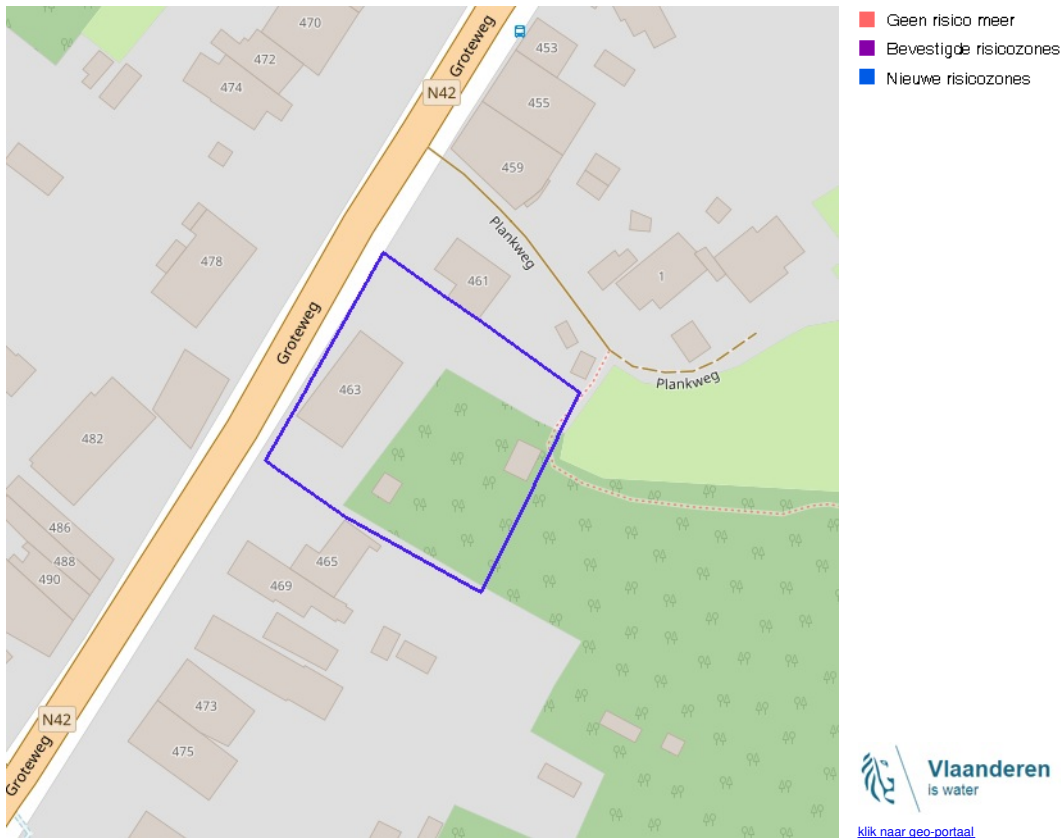 470
472
474
Groteweg
N42
453
455
459
Plankweg
478
461
1
Groteweg
463
Plankweg
482
486
488
490
465
469
473
475
N42
Groteweg
Geen risico meer
Bevestigde risicozones
Nieuwe risicozones
Vlaanderen
is water
klik naar geo-portaal